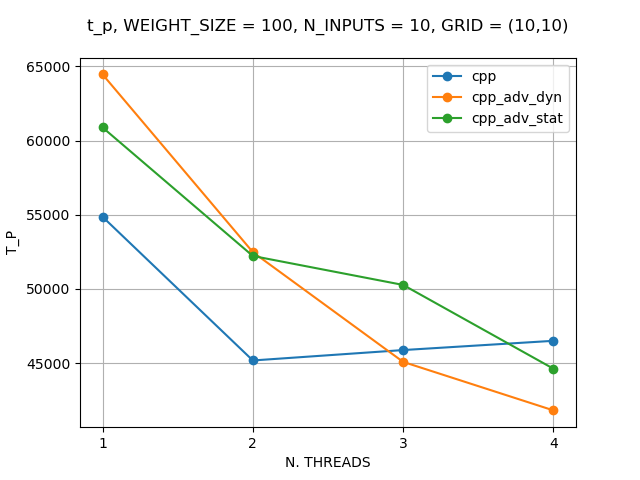 t_p, WEIGHT_SIZE = 100, N_INPUTS = 10, GRID = (10,10)
cpp
cpp_adv_dyn
cpp_adv_stat
65000
60000
55000
50000
45000
T_P
1 2 3 4
N. THREADS